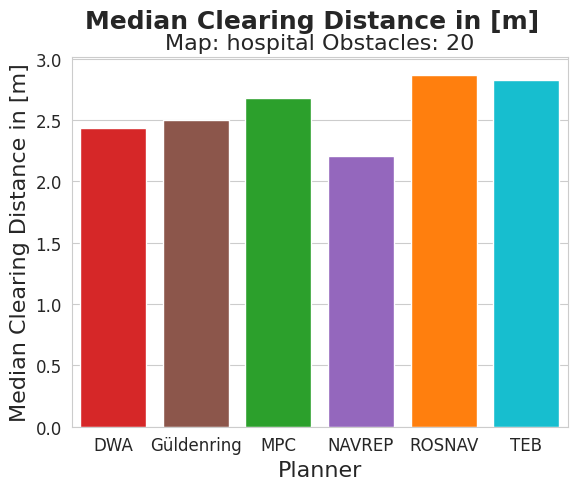 Median Clearing Distance in [m]
Map: hospital Obstacles: 20
Median Clearing Distance in [m]
3.0
2.5
2.0
1.5
1.0
0.5
0.0
DWA Güldenring MPC NAVREP ROSNAV TEB
Planner